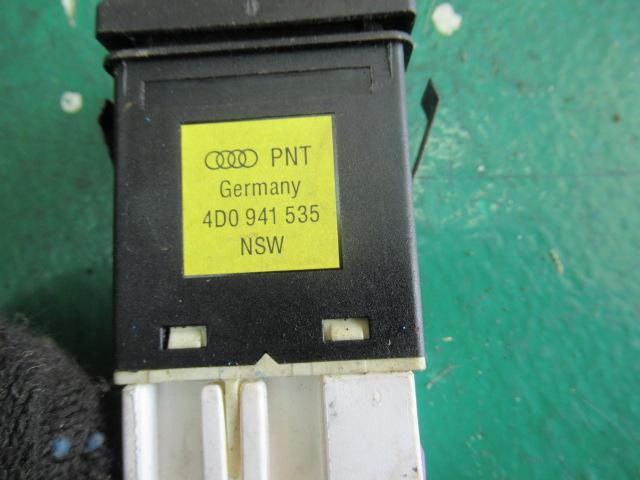 PNT
Germany
4D0 941 535
NSW